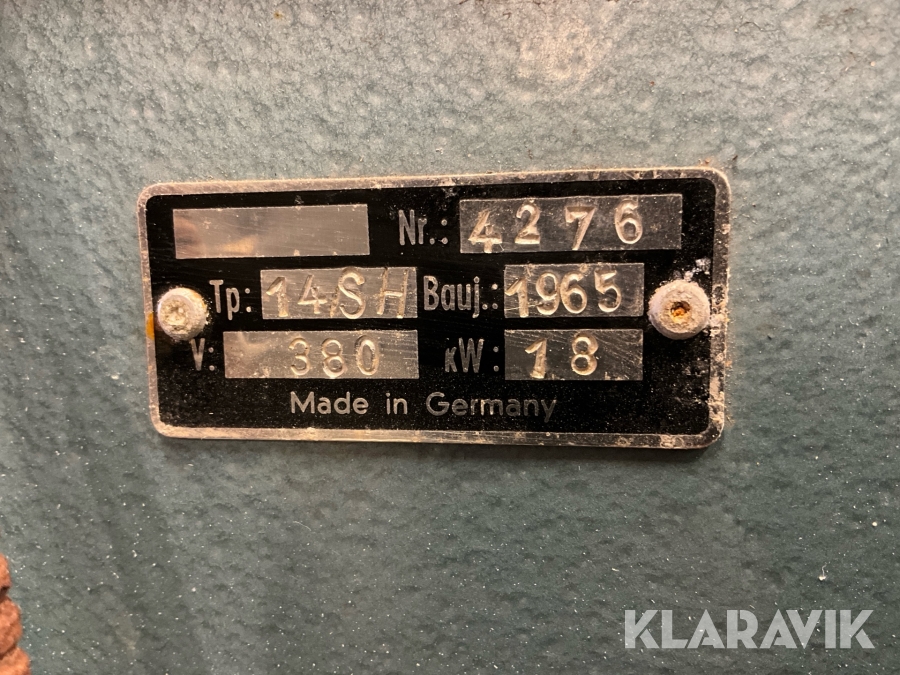 Nr.: 4276
Tp: 14SH Bauj.: 1965
V: 380 KW: 18
Made in Germany
KLARAVIK